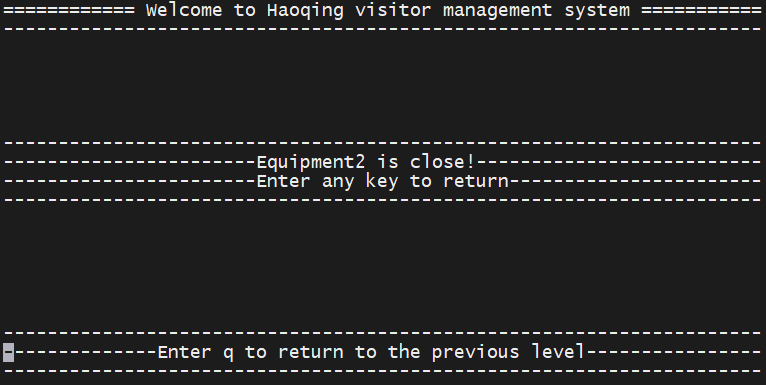 ============ Welcome to Haoqing visitor management system ===========
---------------------------------------------------------------------
---------------------------------------------------------------------
-----------------------Equipment2 is close!--------------------------
-----------------------Enter any key to return-----------------------
---------------------------------------------------------------------
---------------------------------------------------------------------
--------------Enter q to return to the previous level----------------
---------------------------------------------------------------------